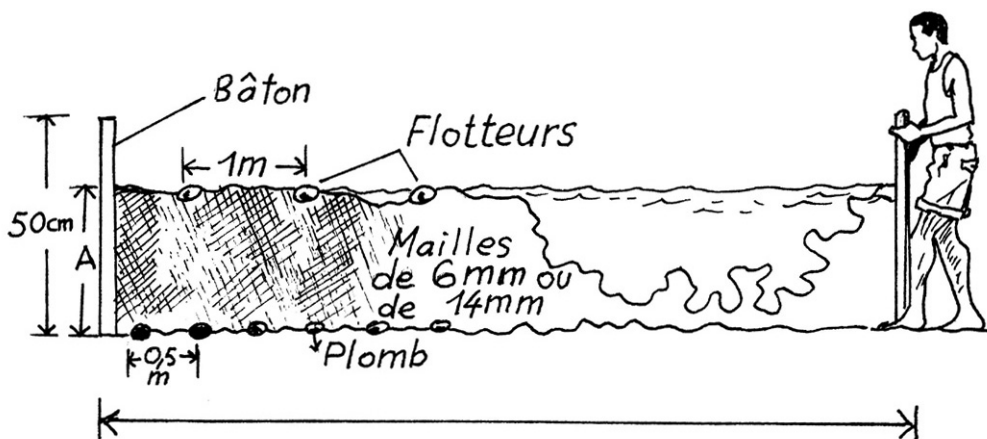 Bâton
Flotteurs
1m
50cm
A
Mailles
de 6mm ou
de 14mm
Plomb
0,5
m